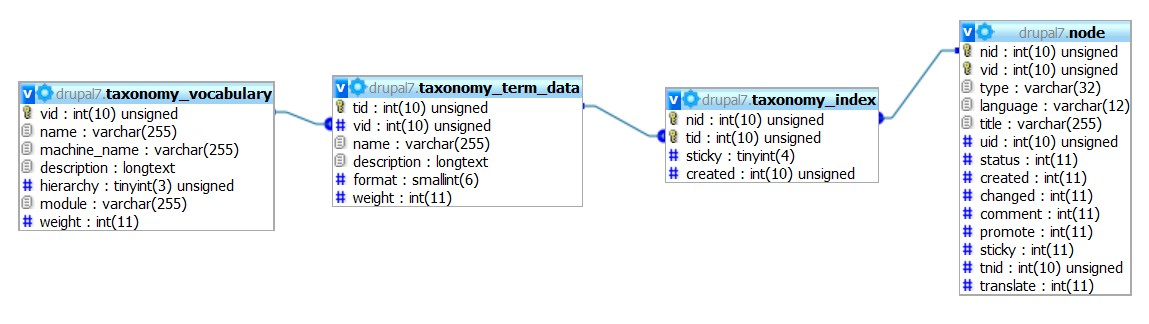 drupal7.taxonomy_vocabulary
vid : int(10) unsigned
name : varchar(255)
machine_name : varchar(255)
description : longtext
hierarchy : tinyint(3) unsigned
module : varchar(255)
weight : int(11)
drupal7.taxonomy_term_data
tid : int(10) unsigned
vid : int(10) unsigned
name : varchar(255)
description : longtext
format : smallint(6)
weight : int(11)
drupal7.taxonomy_index
nid : int(10) unsigned
tid : int(10) unsigned
sticky : tinyint(4)
created : int(10) unsigned
drupal7.node
nid : int(10) unsigned
vid : int(10) unsigned
type : varchar(32)
language : varchar(12)
title : varchar(255)
uid : int(10) unsigned
status : int(11)
created : int(11)
changed : int(11)
comment : int(11)
promote : int(11)
sticky : int(11)
tnid : int(10) unsigned
translate : int(11)